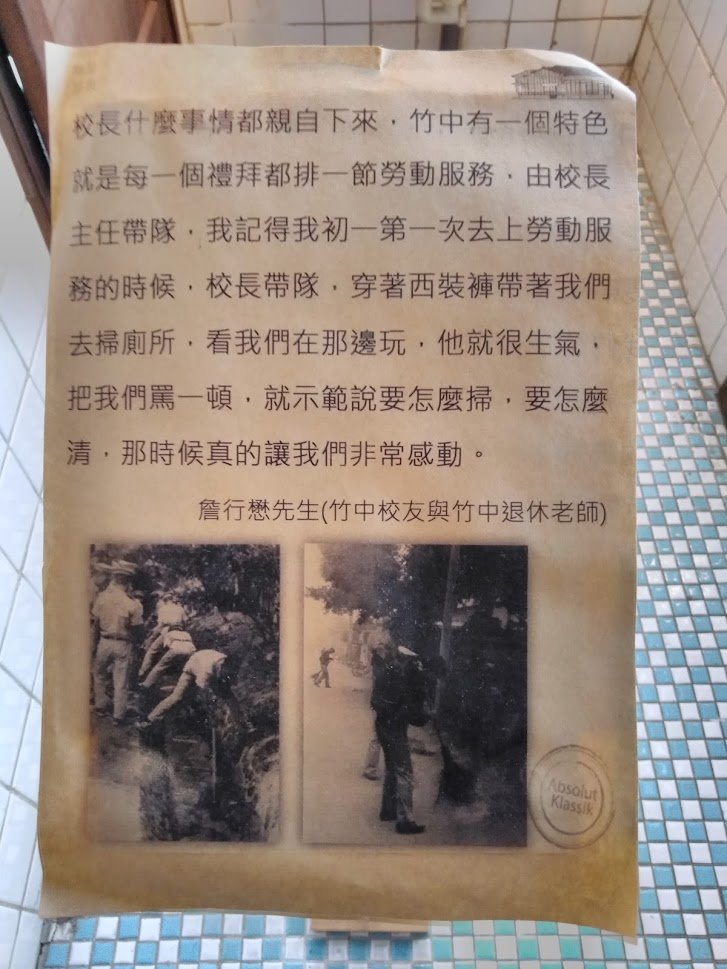 校長什麼事情都親自下來，竹中有一個特色
就是每一個禮拜都排一節勞動服務，由校長
主任帶隊，我記得我初一第一次去上勞動服
務的時候，校長帶隊，穿著西裝褲帶著我們
去掃廁所，看我們在那邊玩，他就很生氣，
把我們罵一頓，就示範說要怎麼掃，要怎麼
清，那時候真的讓我們非常感動。
詹行懋先生(竹中校友與竹中退休老師)
Absolut
Klassik